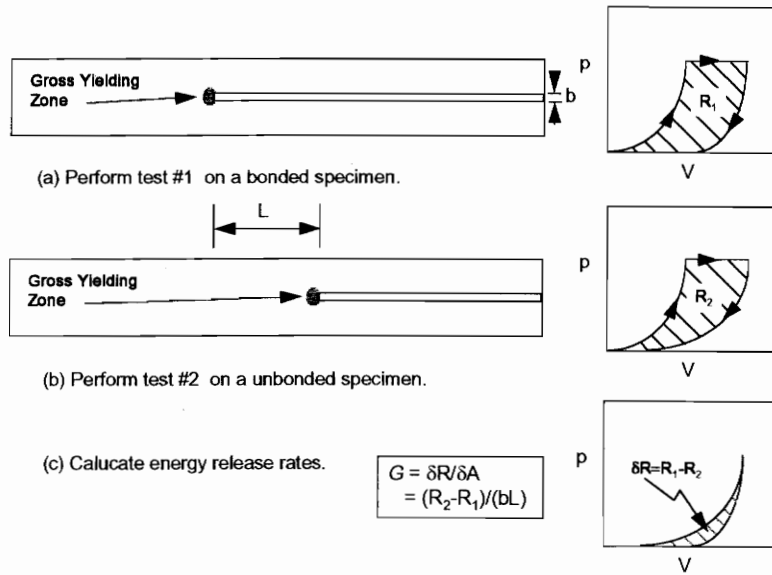 Gross Yielding
Zone
b
(a) Perform test #1 on a bonded specimen.
p
R₁
V
L
Gross Yielding
Zone
(b) Perform test #2 on a unbonded specimen.
p
R₂
V
(c) Calucate energy release rates.
G = δR/δA
= (R₂-R₁)/(bL)
p
δR=R₁-R₂
V